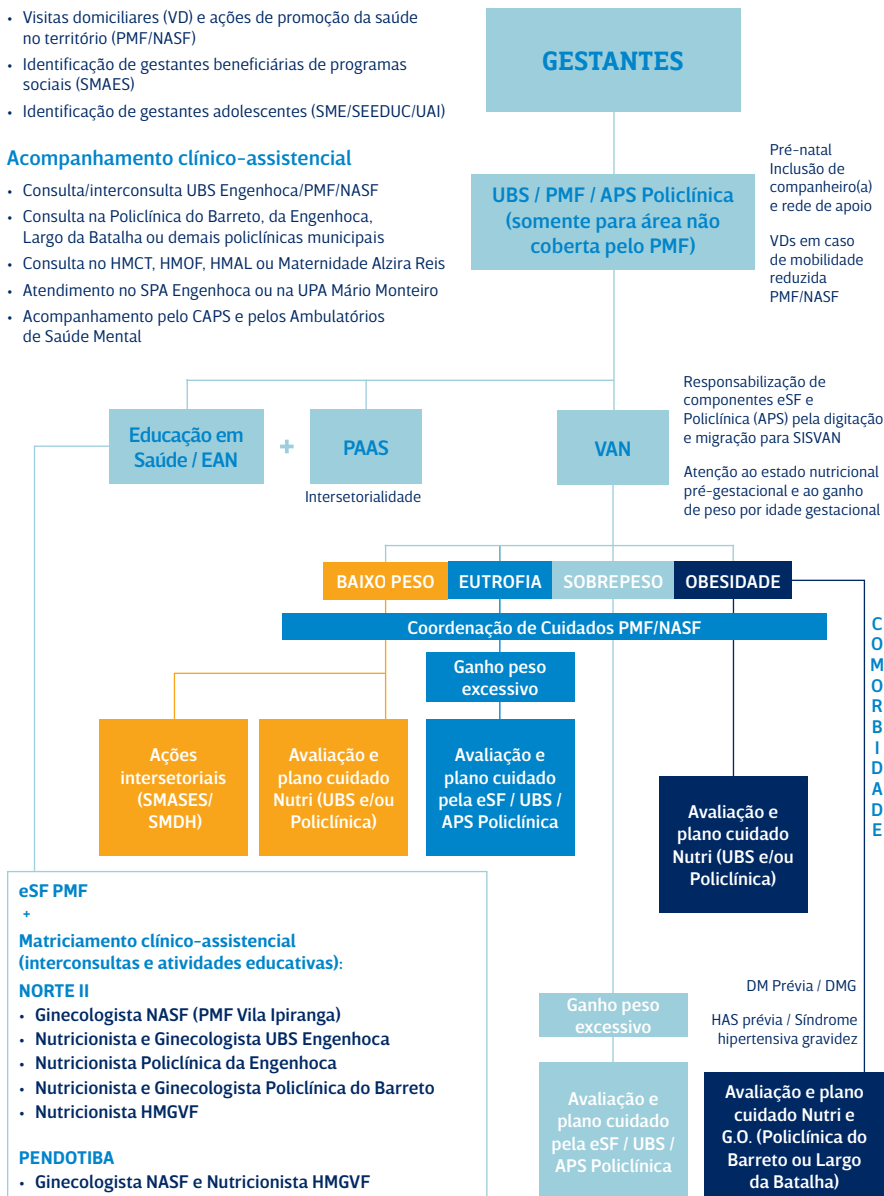 • Visitas domiciliares (VD) e ações de promoção da saúde
no território (PMF/NASF)
• Identificação de gestantes beneficiárias de programas
sociais (SMAES)
• Identificação de gestantes adolescentes (SME/SEEDUC/UAI)
Acompanhamento clínico-assistencial
• Consulta/interconsulta UBS Engenhoca/PMF/NASF
• Consulta na Policlínica do Barreto, da Engenhoca,
Largo da Batalha ou demais policlínicas municipais
• Consulta no HMCT, HMOF, HMAL ou Maternidade Alzira Reis
• Atendimento no SPA Engenhoca ou na UPA Mário Monteiro
• Acompanhamento pelo CAPS e pelos Ambulatórios
de Saúde Mental
GESTANTES
UBS / PMF / APS Policlínica
(somente para área não
coberta pelo PMF)
Pré-natal
Inclusão de
companheiro(a)
e rede de apoio
VDs em caso
de mobilidade
reduzida
PMF/NASF
Educação em
Saúde / EAN
+
PAAS
Intersetorialidade
VAN
Responsabilização de
componentes eSF e
Policlínica (APS) pela digitação
e migração para SISVAN
Atenção ao estado nutricional
pré-gestacional e ao ganho
de peso por idade gestacional
BAIXO PESO
EUTROFIA
SOBREPESO
OBESIDADE
Coordenação de Cuidados PMF/NASF
COMORBIDADE
Ganho peso
excessivo
Ações
intersetoriais
(SMASES/
SMDH)
Avaliação e
plano cuidado
Nutri (UBS e/ou
Policlínica)
Avaliação e
plano cuidado
pela eSF / UBS /
APS Policlínica
Avaliação e
plano cuidado
Nutri (UBS e/ou
Policlínica)
eSF PMF
+
Matriciamento clínico-assistencial
(interconsultas e atividades educativas):
NORTE II
• Ginecologista NASF (PMF Vila Ipiranga)
• Nutricionista e Ginecologista UBS Engenhoca
• Nutricionista Policlínica da Engenhoca
• Nutricionista e Ginecologista Policlínica do Barreto
• Nutricionista HMGVF
PENDOTIBA
• Ginecologista NASF e Nutricionista HMGVF
Ganho peso
excessivo
Avaliação e
plano cuidado
pela eSF / UBS /
APS Policlínica
DM Prévia / DMG
HAS prévia / Síndrome
hipertensiva gravidez
Avaliação e plano
cuidado Nutri e
G.O. (Policlínica do
Barreto ou Largo
da Batalha)